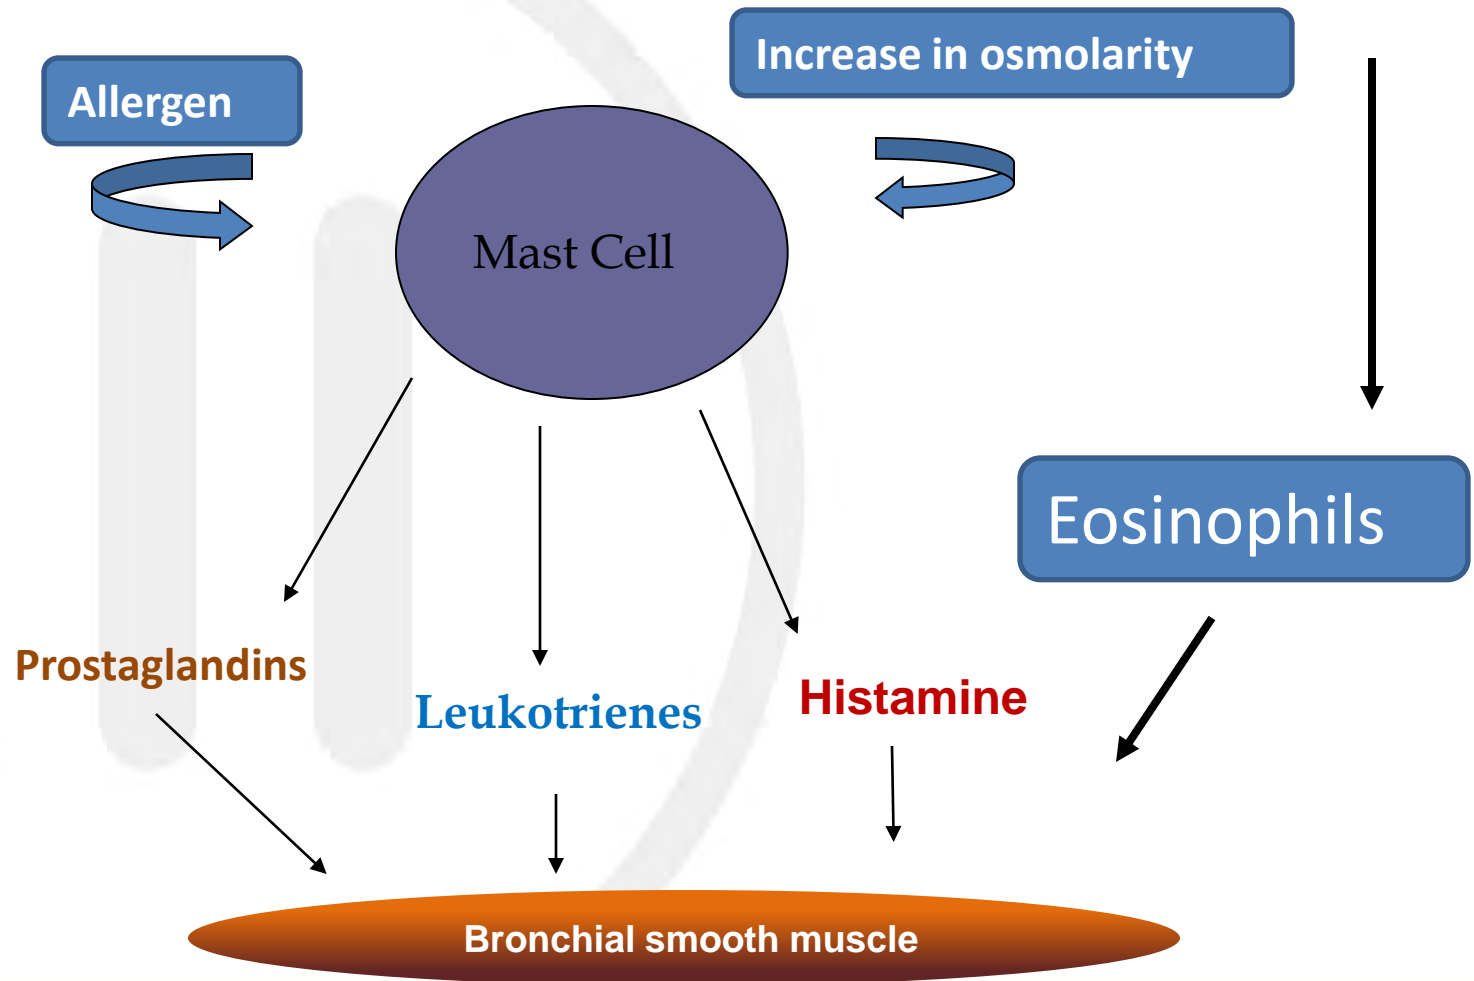 Increase in osmolarity
Allergen
Mast Cell
Eosinophils
Prostaglandins
Leukotrienes
Histamine
Bronchial smooth muscle